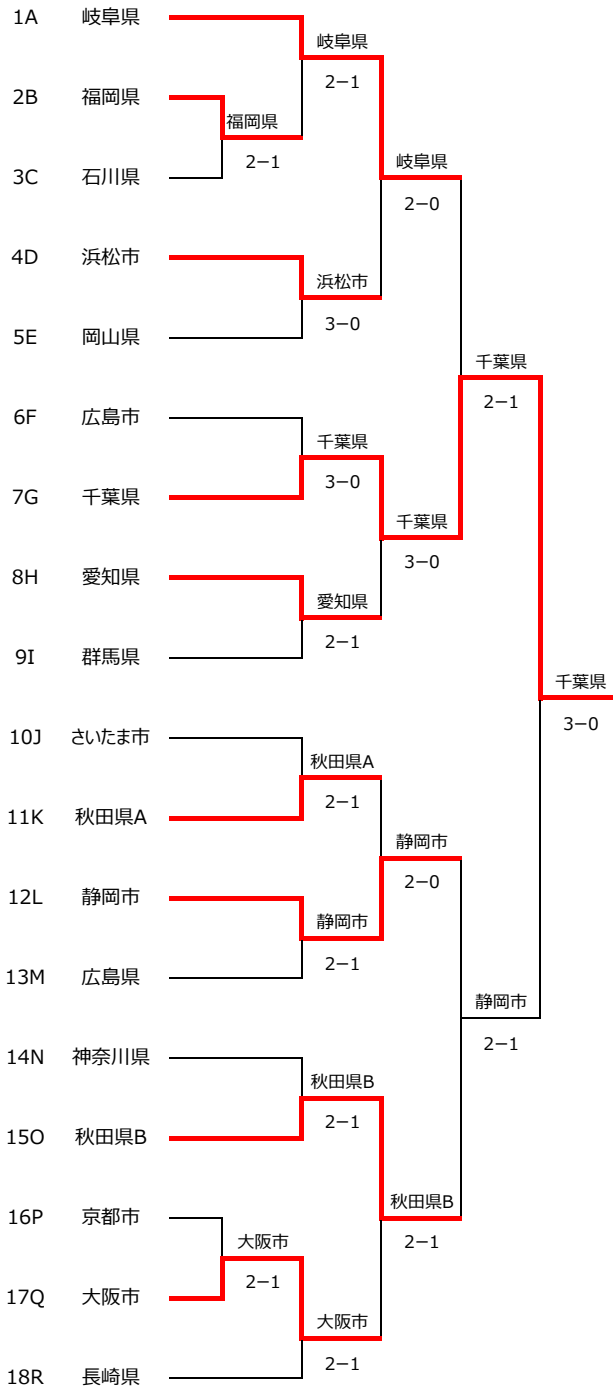 1A 岐阜県
岐阜県
2−1
2B 福岡県
福岡県
2−1
3C 石川県
岐阜県
2−0
4D 浜松市
浜松市
3−0
5E 岡山県
千葉県
2−1
6F 広島市
千葉県
3−0
7G 千葉県
千葉県
3−0
8H 愛知県
愛知県
2−1
9I 群馬県
千葉県
3−0
10J さいたま市
秋田県A
2−1
11K 秋田県A
静岡市
2−0
12L 静岡市
静岡市
2−1
13M 広島県
静岡市
2−1
14N 神奈川県
秋田県B
2−1
15O 秋田県B
秋田県B
2−1
16P 京都市
大阪市
2−1
17Q 大阪市
大阪市
2−1
18R 長崎県